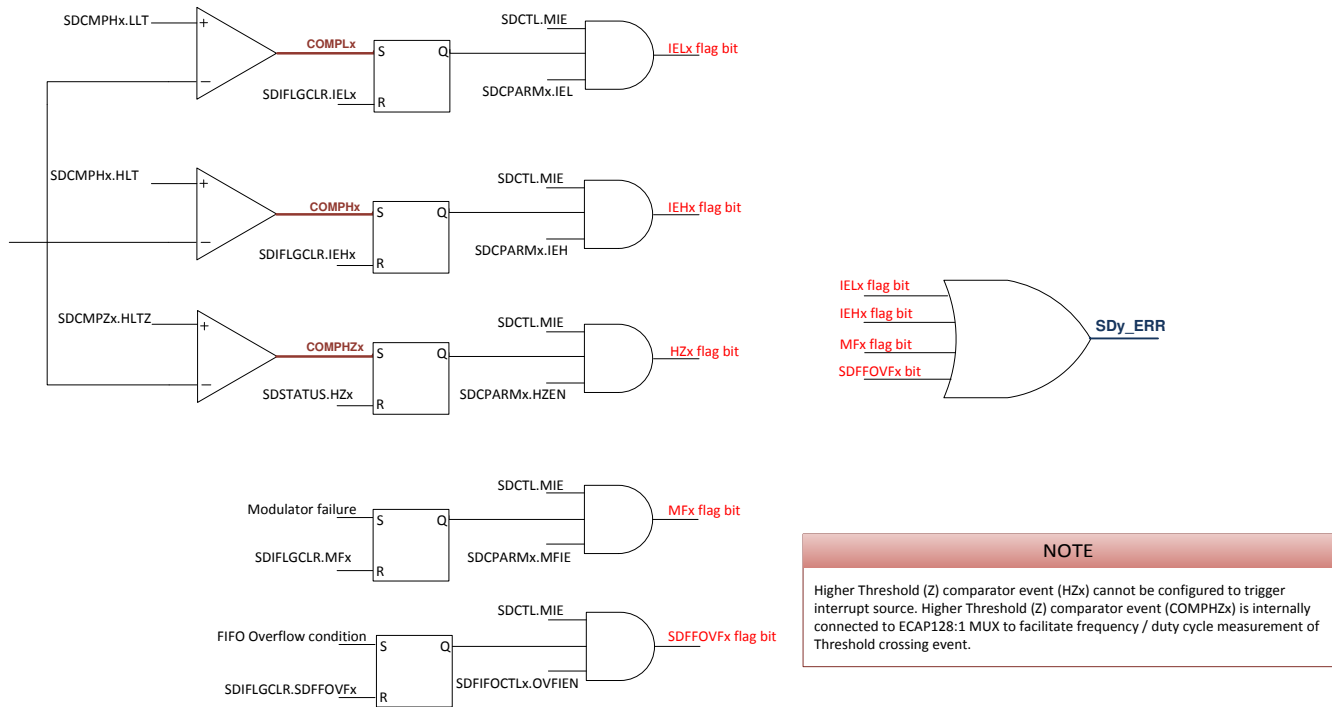 SDCMPHx.LLT
+
−
COMPLx
SDIFLGCLR.IELx
S
Q
R
SDCTL.MIE
SDCPARMx.IEL
IELx flag bit
SDCMPHx.HLT
+
−
COMPHx
SDIFLGCLR.IEHx
S
Q
R
SDCTL.MIE
SDCPARMx.IEH
IEHx flag bit
SDCMPZx.HLTZ
+
−
COMPHZx
SDSTATUS.HZx
S
Q
R
SDCTL.MIE
SDCPARMx.HZEN
HZx flag bit
Modulator failure
SDIFLGCLR.MFx
S
Q
R
SDCTL.MIE
SDCPARMx.MFIE
MFx flag bit
FIFO Overflow condition
SDIFLGCLR.SDFFOVFx
S
Q
R
SDCTL.MIE
SDFIFOCTLx.OVFIEN
SDFFOVFx flag bit
IELx flag bit
IEHx flag bit
MFx flag bit
SDFFOVFx bit
SDy_ERR
NOTE
Higher Threshold (Z) comparator event (HZx) cannot be configured to trigger
interrupt source. Higher Threshold (Z) comparator event (COMPHZx) is internally
connected to ECAP128:1 MUX to facilitate frequency / duty cycle measurement of
Threshold crossing event.